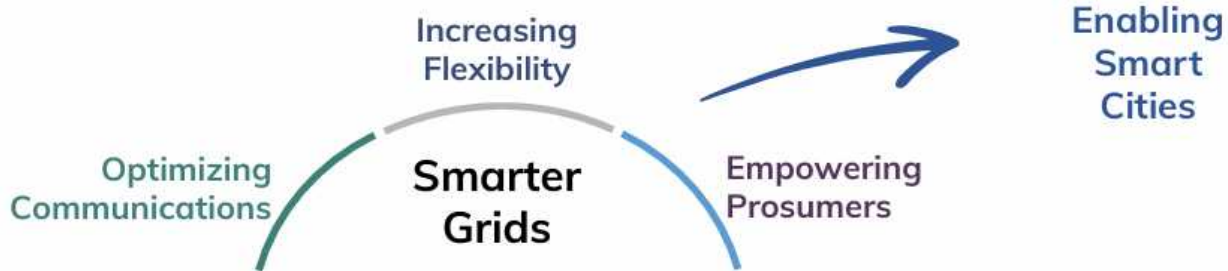 Increasing
Flexibility
Enabling
Smart
Cities
Optimizing
Communications
Smarter
Grids
Empowering
Prosumers